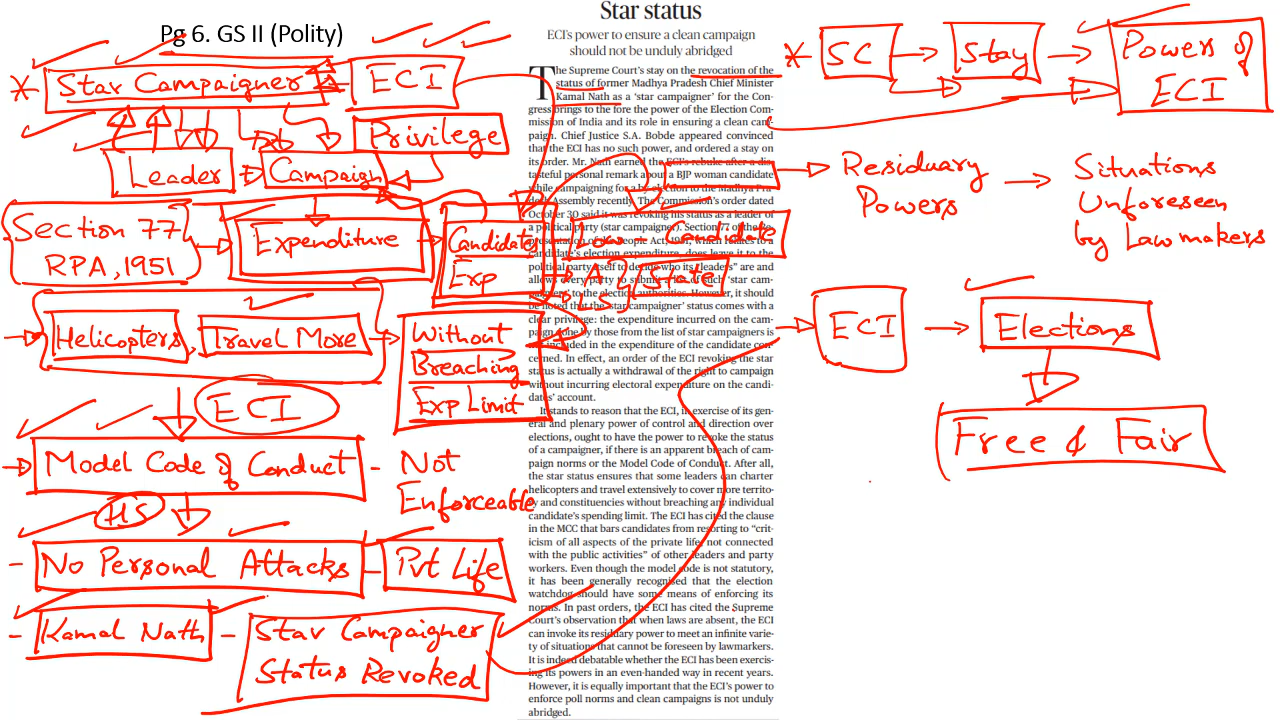 Pg 6. GS II (Polity)
* Star Campaigner - ECI
Privilege
Leader Campaign
Section 77
RPA, 1951
Expenditure
Candidate
Exp
Helicopters, Travel More
Without
Breaching
Exp Limit
ECI
Model Code of Conduct - Not
Enforceable
HS
- No Personal Attacks - Pvt Life
- Kamal Nath - Star Campaigner
Status Revoked
Star status
ECI's power to ensure a clean campaign
should not be unduly abridged
The Supreme Court's stay on the revocation of the
status of former Madhya Pradesh Chief Minister
Kamal Nath as a 'star campaigner' for the Con-
gress brings to the fore the power of the Election Com-
mission of India and its role in ensuring a clean cam-
paign. Chief Justice S.A. Bobde appeared convinced
that the ECI has no such power, and ordered a stay on
its order. Mr. Nath earned the ECI's rebuke after a dis-
tasteful personal remark about a BJP woman candidate
while campaigning for a by election to the Madhya Pra-
desh Assembly recently. The Commission's order dated
October 30 said it was revoking his status as a leader of
a political party (star campaigner). Section 77 of the
People Act, 1951, which relates to a
candidate's election expenditure, does leave it to the
political party itself to decide who its 'leaders" are and
allows every party to submit a list of such 'star cam-
to the election authorities. However, it should
be noted that the 'star campaigner' status comes with a
clear privilege: the expenditure incurred on the cam-
paign done by those from the list of star campaigners is
not included in the expenditure of the candidate con-
cerned. In effect, an order of the ECI revoking the star
status is actually a withdrawal of the right to campaign
without incurring electoral expenditure on the candi-
dates' account.
It stands to reason that the ECI, in exercise of its gen-
eral and plenary power of control and direction over
elections, ought to have the power to revoke the status
of a campaigner, if there is an apparent breach of cam-
paign norms or the Model Code of Conduct. After all,
the star status ensures that some leaders can charter
helicopters and travel extensively to cover more territo-
ry and constituencies without breaching any individual
candidate's spending limit. The ECI has cited the clause
in the MCC that bars candidates from resorting to "crit-
icism of all aspects of the private life, not connected
with the public activities" of other leaders and party
workers. Even though the model code is not statutory,
it has been generally recognised that the election
watchdog should have some means of enforcing its
norms. In past orders, the ECI has cited the Supreme
Court's observation that when laws are absent, the ECI
can invoke its residuary power to meet an infinite varie-
ty of situations that cannot be foreseen by lawmakers.
It is indeed debatable whether the ECI has been exercis-
ing its powers in an even-handed way in recent years.
However, it is equally important that the ECI's power to
enforce poll norms and clean campaigns is not unduly
abridged.
Law - Candidate
State
LS
* SC Stay Powers of
ECI
Residuary
Powers
Situations
Unforeseen
by Lawmakers
ECI Elections
Free & Fair